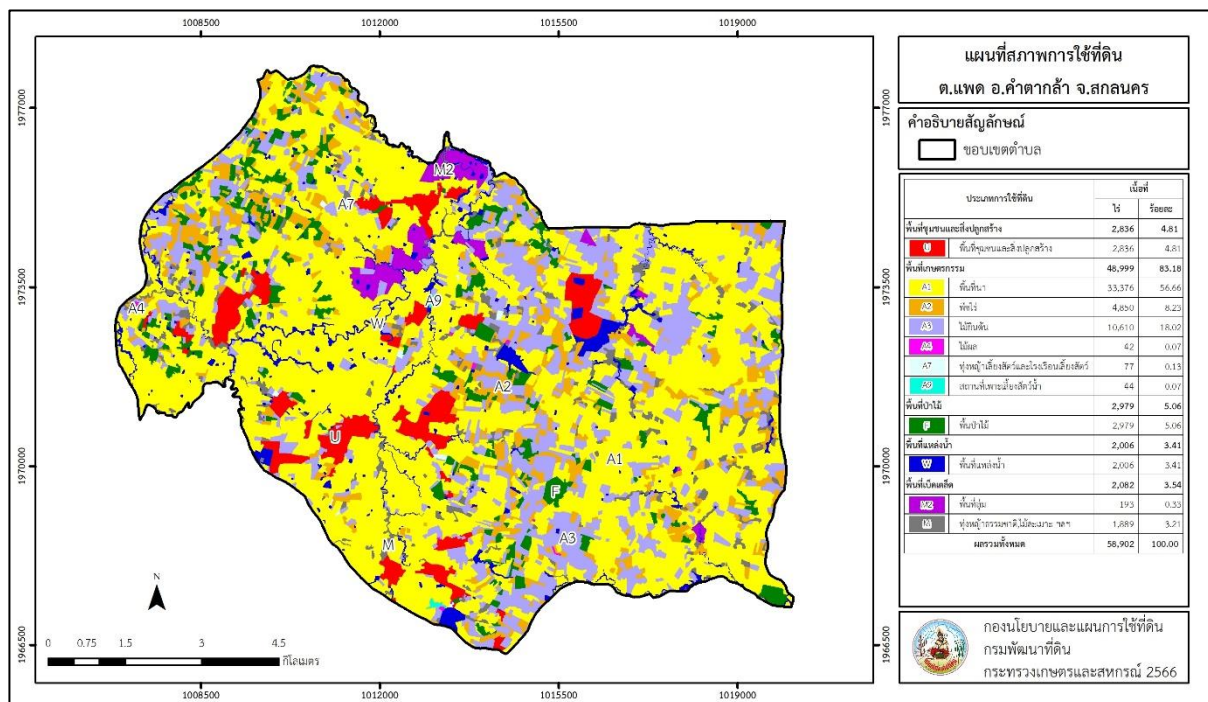 1008500 1012000 1015500 1019000
แผนที่สภาพการใช้ที่ดิน
ต.แพด อ.คำตากล้า จ.สกลนคร
คำอธิบายสัญลักษณ์
ขอบเขตตำบล
ประเภทการใช้ที่ดิน เนื้อที่
ไร่ ร้อยละ
พื้นที่ชุมชนและสิ่งปลูกสร้าง 2,836 4.81
U พื้นที่ชุมชนและสิ่งปลูกสร้าง 2,836 4.81
พื้นที่เกษตรกรรม 48,999 83.18
A1 พื้นที่นา 33,376 56.66
A2 พืชไร่ 4,850 8.23
A3 ไม้ยืนต้น 10,610 18.02
A4 ไม้ผล 42 0.07
A7 ทุ่งหญ้าเลี้ยงสัตว์และโรงเรือนเลี้ยงสัตว์ 77 0.13
A9 สถานที่เพาะเลี้ยงสัตว์น้ำ 44 0.07
พื้นที่ป่าไม้ 2,979 5.06
F พื้นป่าไม้ 2,979 5.06
พื้นที่แหล่งน้ำ 2,006 3.41
W พื้นที่แหล่งน้ำ 2,006 3.41
พื้นที่เบ็ดเตล็ด 2,082 3.54
M2 พื้นที่ลุ่ม 193 0.33
M ทุ่งหญ้าธรรมชาติ,ไม้ละเมาะ ฯลฯ 1,889 3.21
ผลรวมทั้งหมด 58,902 100.00
กองนโยบายและแผนการใช้ที่ดิน
กรมพัฒนาที่ดิน
กระทรวงเกษตรและสหกรณ์ 2566
1977000 1977000
M2
A7
1973500 1973500
A4
A9
W
A2
U
A1
1970000 1970000
F
A3
M
N
0 0.75 1.5 3 4.5
กิโลเมตร
1966500 1966500
1008500 1012000 1015500 1019000